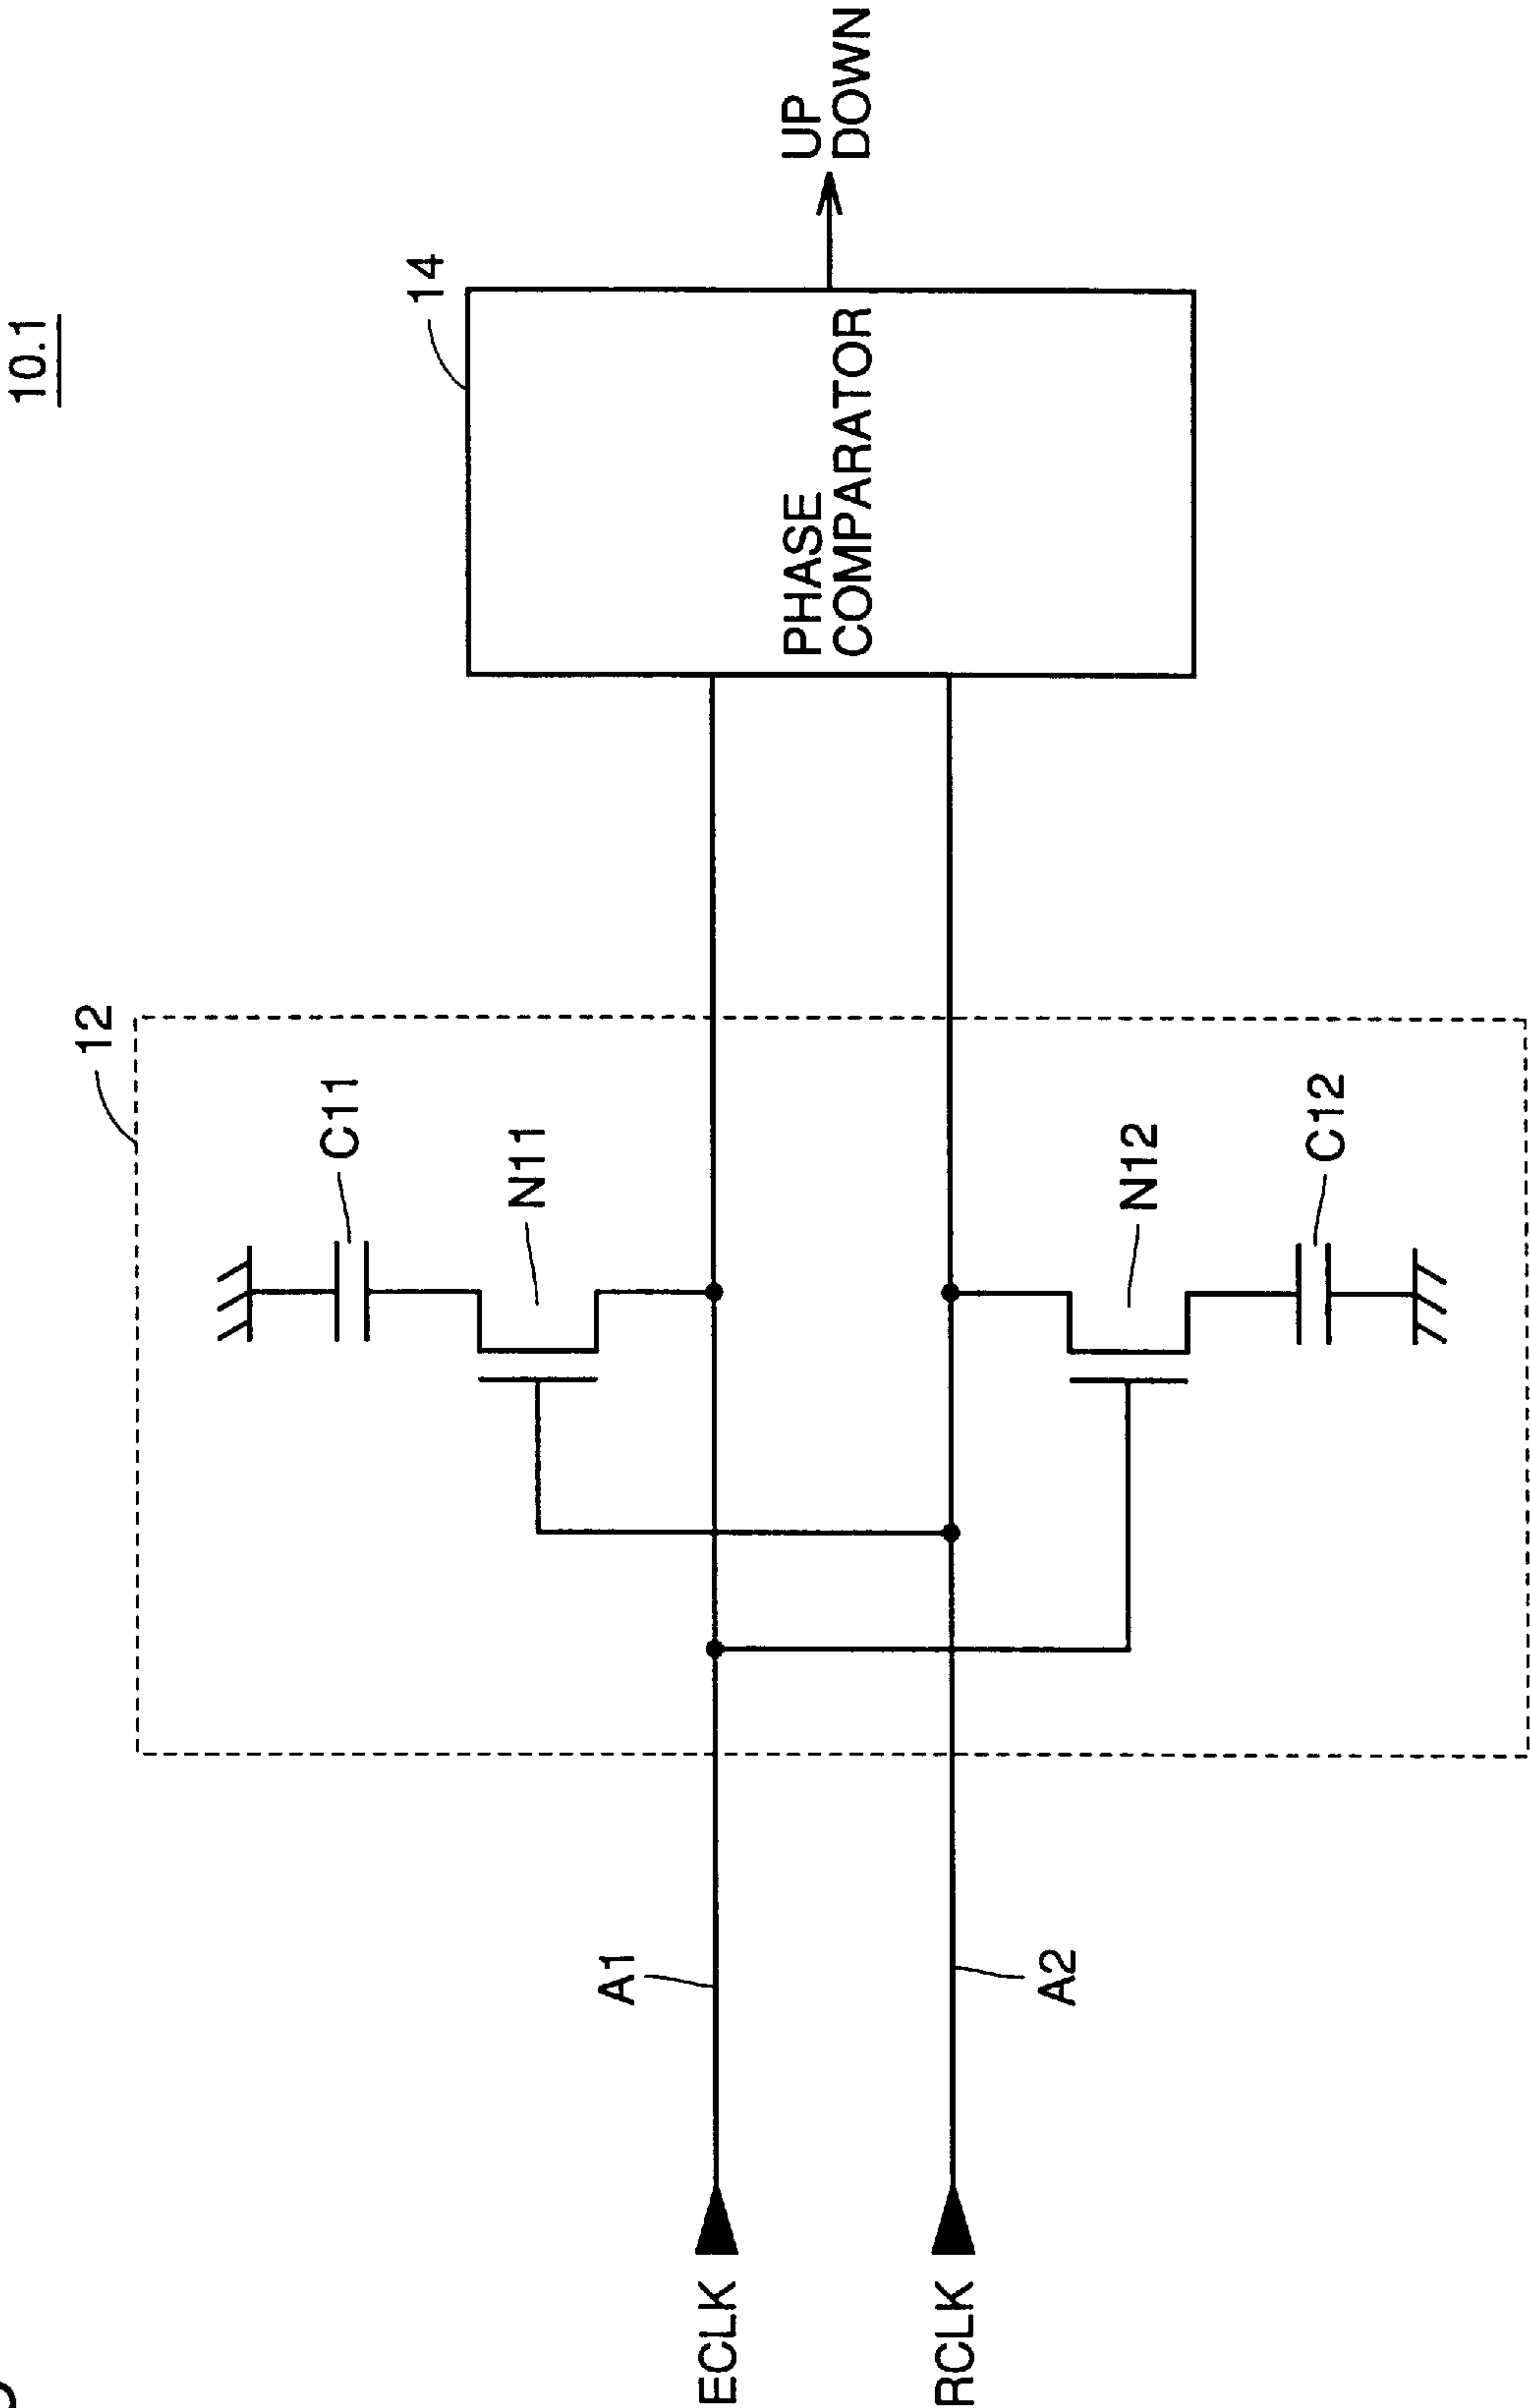 10.1
12
14
C11
N11
A1
ECLK
PHASE
COMPARATOR
UP
DOWN
RCLK
A2
N12
C12